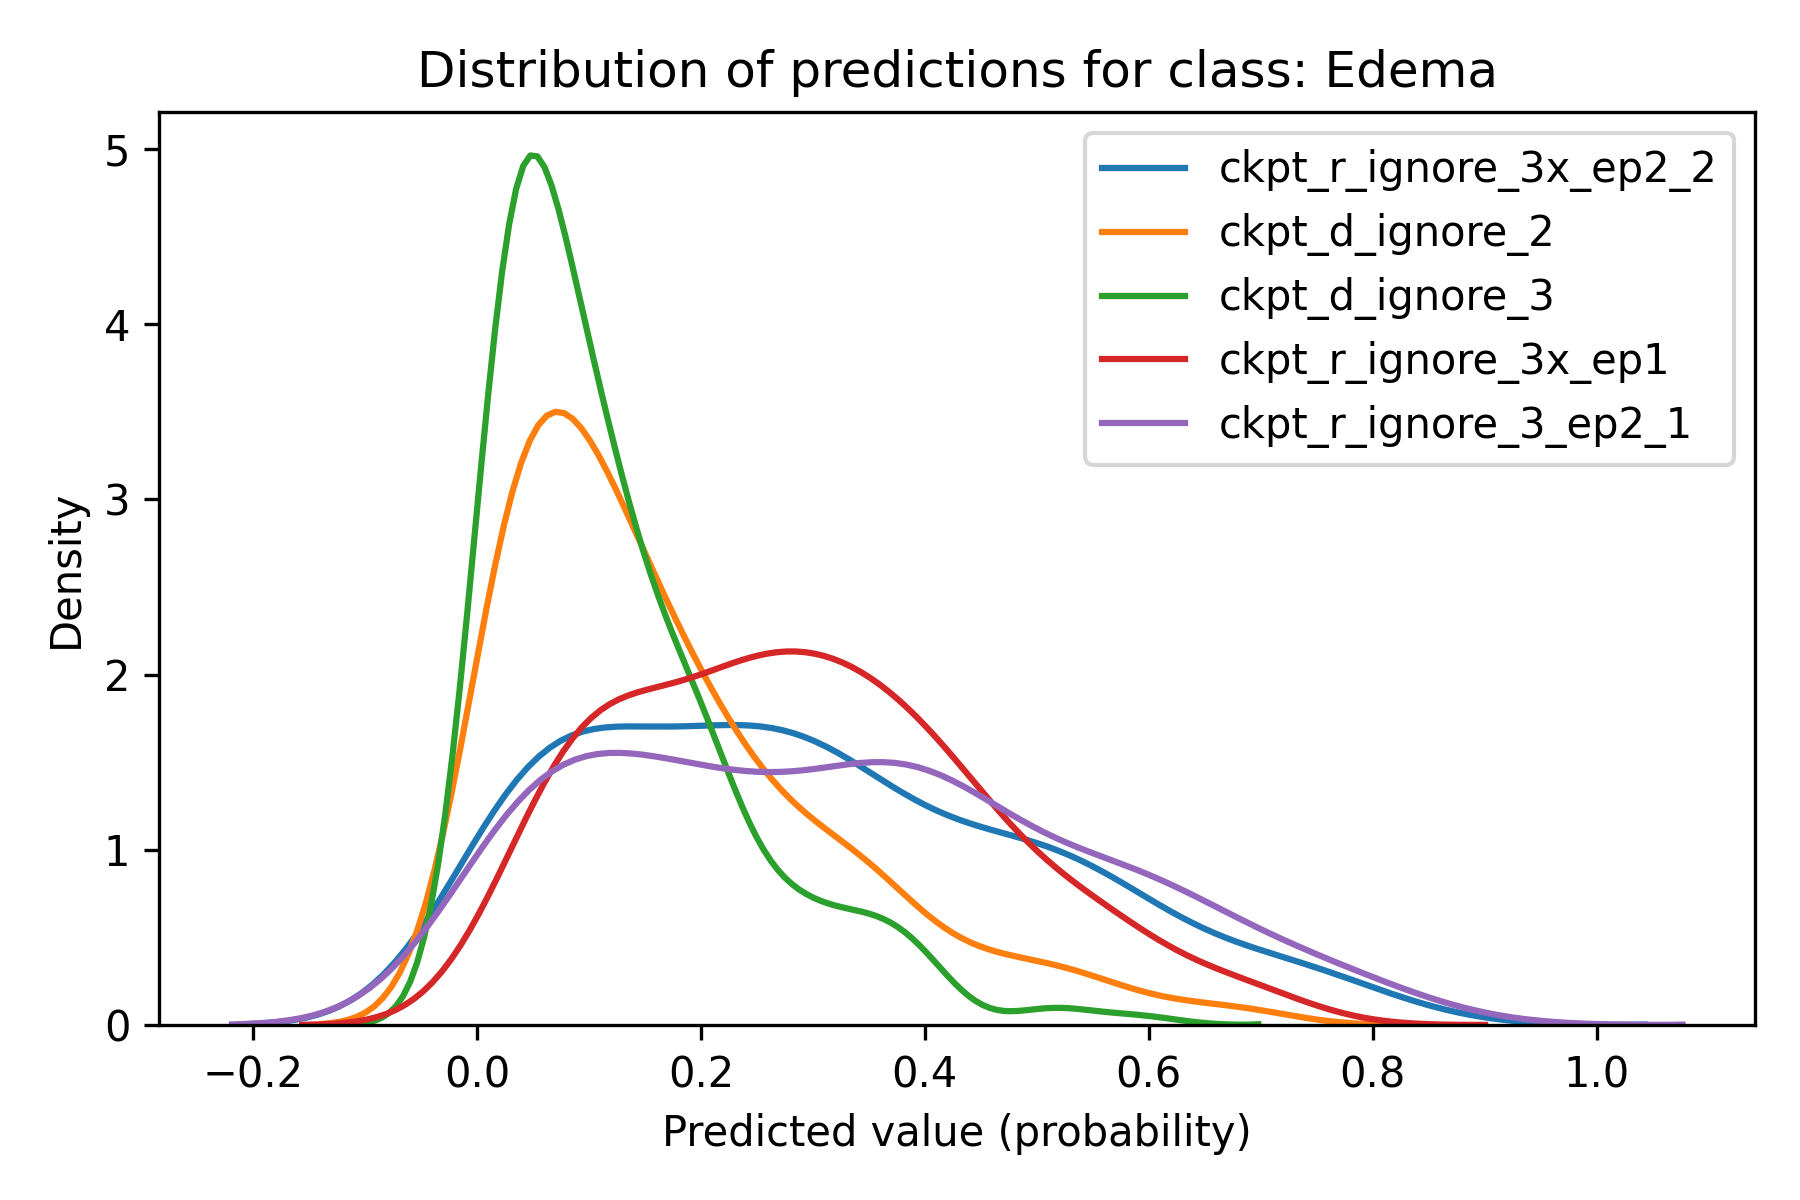 Distribution of predictions for class: Edema
5
4
3
2
1
0
Density
ckpt_r_ignore_3x_ep2_2
ckpt_d_ignore_2
ckpt_d_ignore_3
ckpt_r_ignore_3x_ep1
ckpt_r_ignore_3_ep2_1
−0.2 0.0 0.2 0.4 0.6 0.8 1.0
Predicted value (probability)